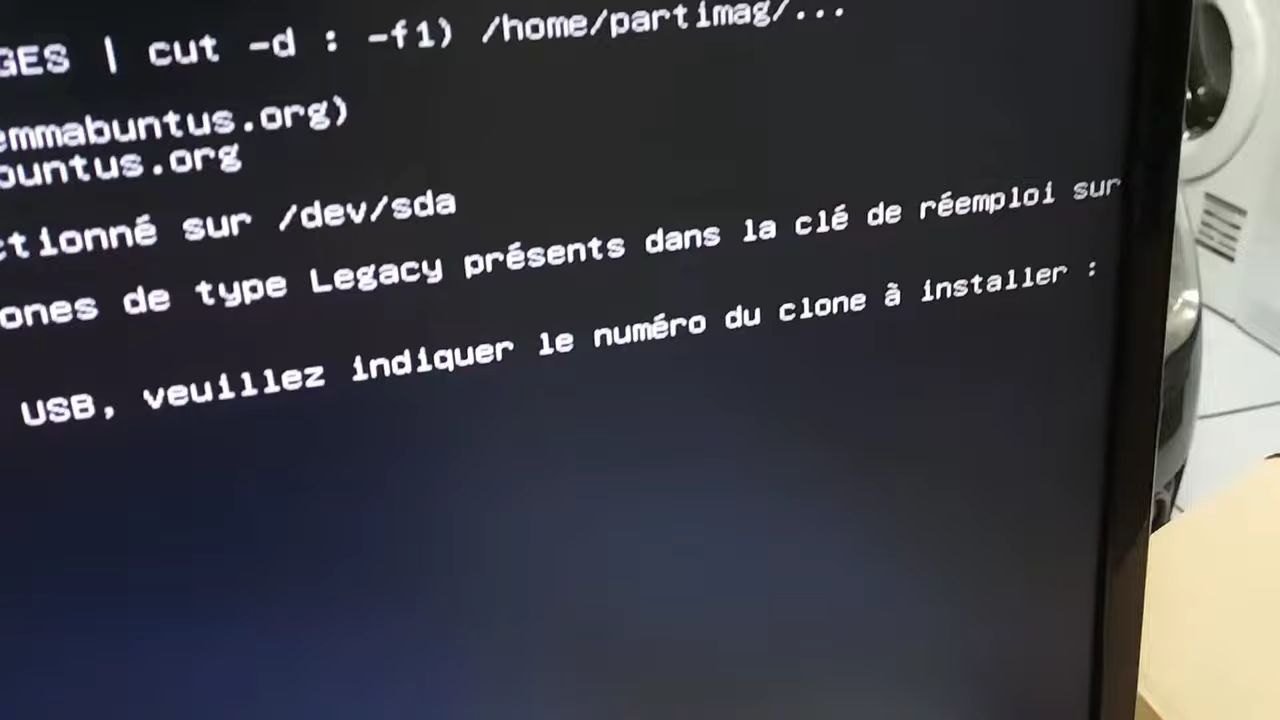 GES | cut -d : -f1) /home/partimag/...
emmabuntus.org)
buntus.org
ctionné sur /dev/sda
ones de type Legacy présents dans la clé de réemploi sur
USB, veuillez indiquer le numéro du clone à installer :